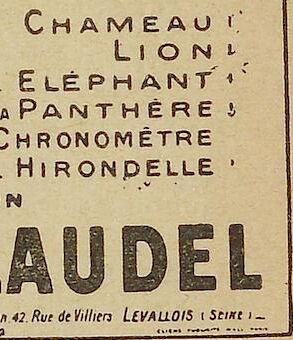 CHAMEAU
LION
ELÉPHANT
A PANTHÈRE
CHRONOMÈTRE
HIRONDELLE
N
AUDEL
n. 42. Rue de Villiers LEVALLOIS (SEINE)_